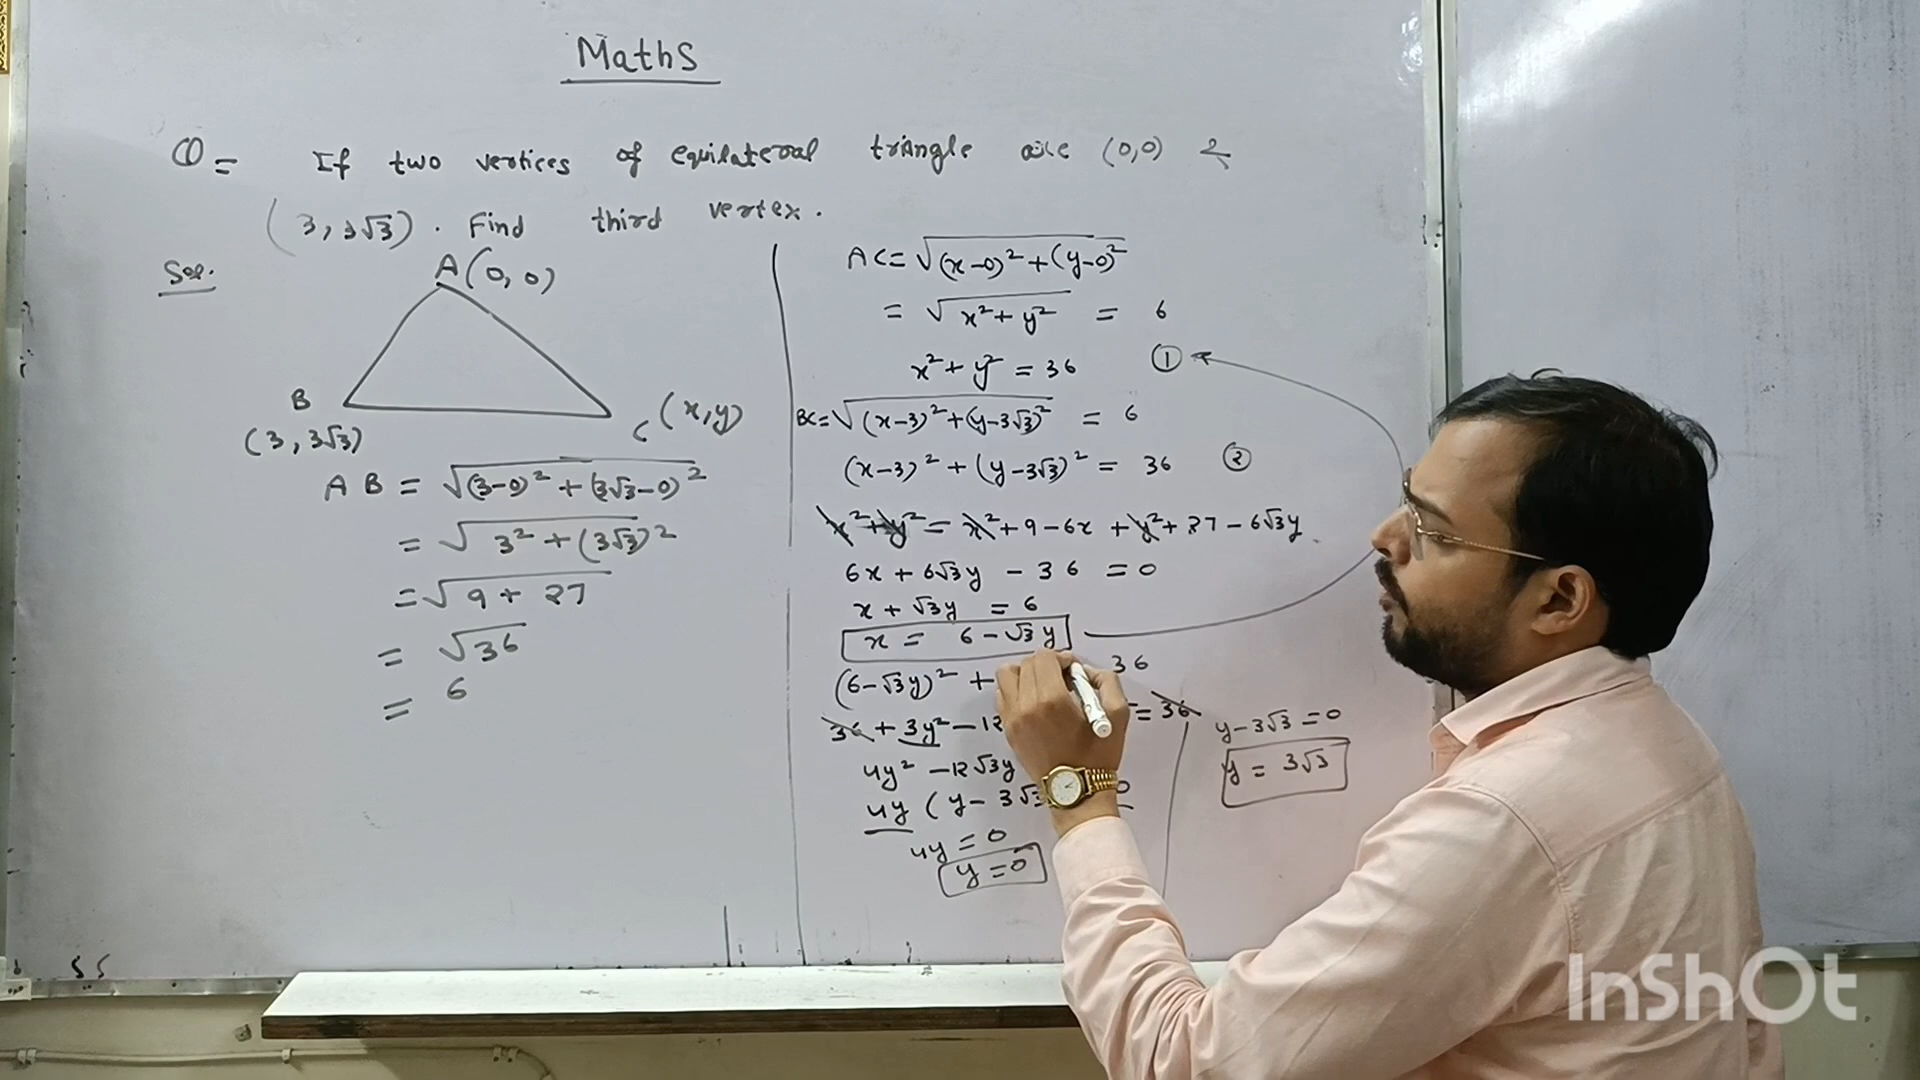 Maths
Q = If two vertices of equilateral triangle are (0,0) &
(3, 3√3). Find third vertex.
Sol.
A(0,0)
B
(3, 3√3)
C (x,y)
AB = √(3-0)² + (3√3-0)²
= √3² + (3√3)²
= √9 + 27
= √36
= 6
AC = √(x-0)² + (y-0)²
= √x² + y² = 6
x² + y² = 36 ①
BC = √(x-3)² + (y-3√3)² = 6
(x-3)² + (y-3√3)² = 36 ②
x² + y² = x² + 9 - 6x + y² + 27 - 6√3y
6x + 6√3y - 36 = 0
x + √3y = 6
x = 6 - √3y
(6-√3y)² + 36
36 + 3y² - 12 = 36
4y² - 12√3y
4y (y - 3√3 0
4y = 0
y = 0
y - 3√3 = 0
y = 3√3
55
InShOt